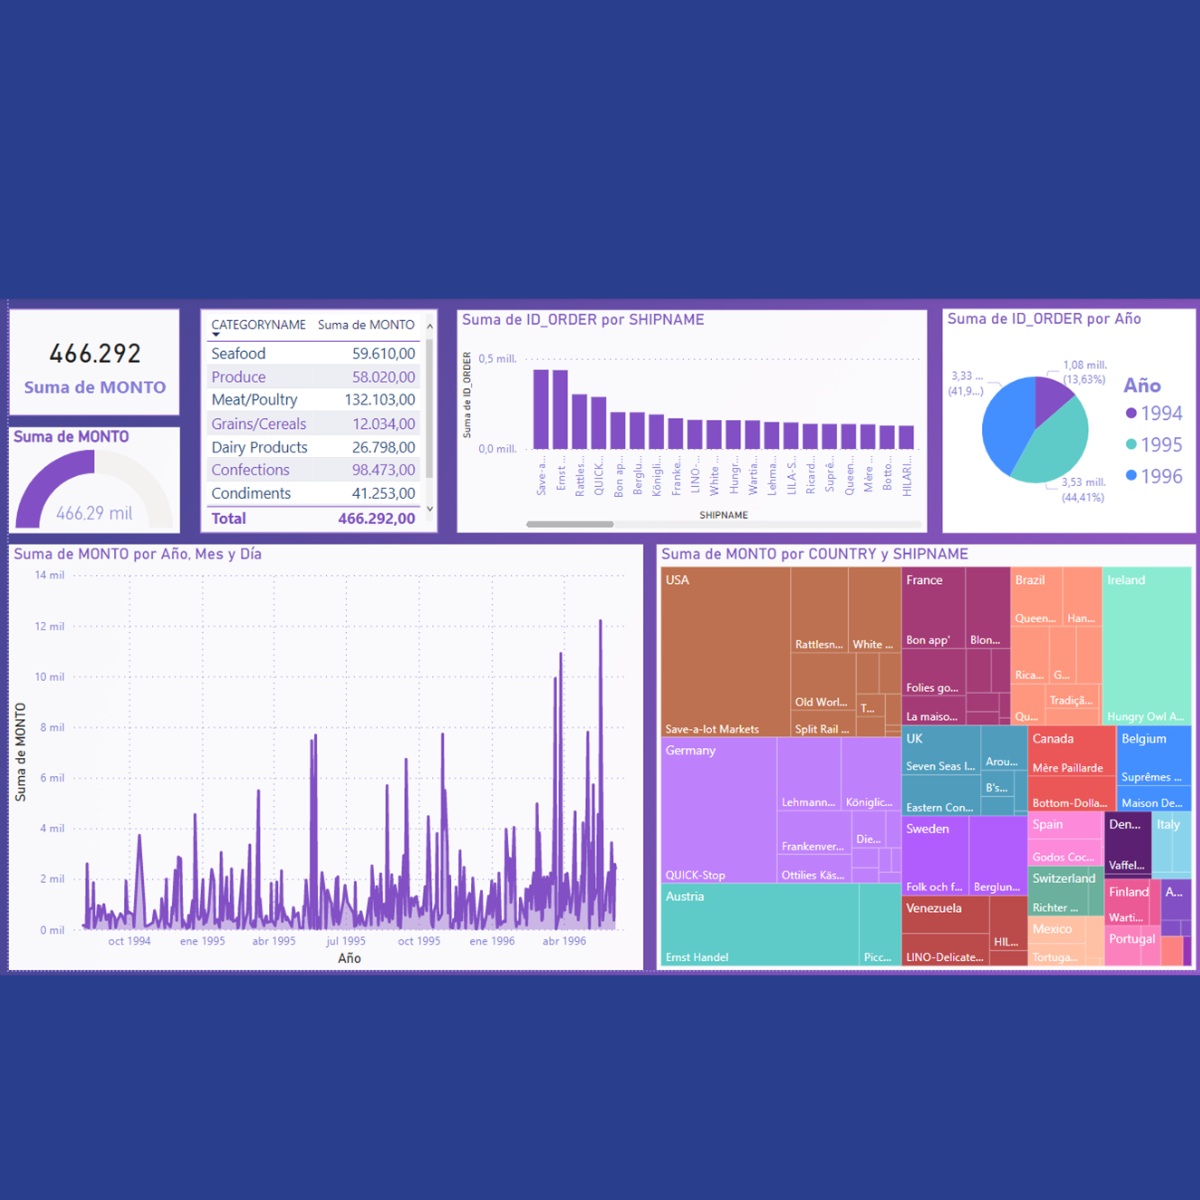 466.292
Suma de MONTO
Suma de MONTO
466.29 mil
CATEGORYNAME Suma de MONTO
Seafood 59.610,00
Produce 58.020,00
Meat/Poultry 132.103,00
Grains/Cereals 12.034,00
Dairy Products 26.798,00
Confections 98.473,00
Condiments 41.253,00
Total 466.292,00
Suma de ID_ORDER por SHIPNAME
Suma de ID_ORDER
0,5 mill.
0,0 mill.
Save-a...
Ernst ...
Rattles...
QUICK...
Bon ap...
Berglu...
Königli...
Franke...
LINO-...
White ...
Hungr...
Wartia...
Lehma...
LILA-S...
Ricard...
Suprê...
Queen...
Mère ...
Botto...
HILARI...
SHIPNAME
Suma de ID_ORDER por Año
3,33 ...
(41,9...)
1,08 mill.
(13,63%)
3,53 mill.
(44,41%)
Año
1994
1995
1996
Suma de MONTO por Año, Mes y Día
Suma de MONTO
14 mil
12 mil
10 mil
8 mil
6 mil
4 mil
2 mil
0 mil
oct 1994 ene 1995 abr 1995 jul 1995 oct 1995 ene 1996 abr 1996
Año
Suma de MONTO por COUNTRY y SHIPNAME
USA
Rattlesn... White ...
Old Worl... T...
Save-a-lot Markets Split Rail ...
Germany
Lehmann... Königlic...
Frankenver... Die...
QUICK-Stop Ottilies Käs...
Austria
Ernst Handel Picc...
France
Bon app' Blon...
Folies go...
La maiso...
UK
Seven Seas I... Arou...
B's...
Eastern Con...
Sweden
Folk och f... Berglun...
Venezuela
HIL...
LINO-Delicate...
Brazil
Queen... Han...
Rica... G...
Tradiçã...
Qu...
Ireland
Hungry Owl A...
Canada
Mère Paillarde
Bottom-Dolla...
Belgium
Suprêmes ...
Maison De...
Spain
Godos Coc...
Den...
Vaffel...
Italy
Switzerland
Richter ...
Finland
Warti...
A...
Mexico
Tortuga...
Portugal